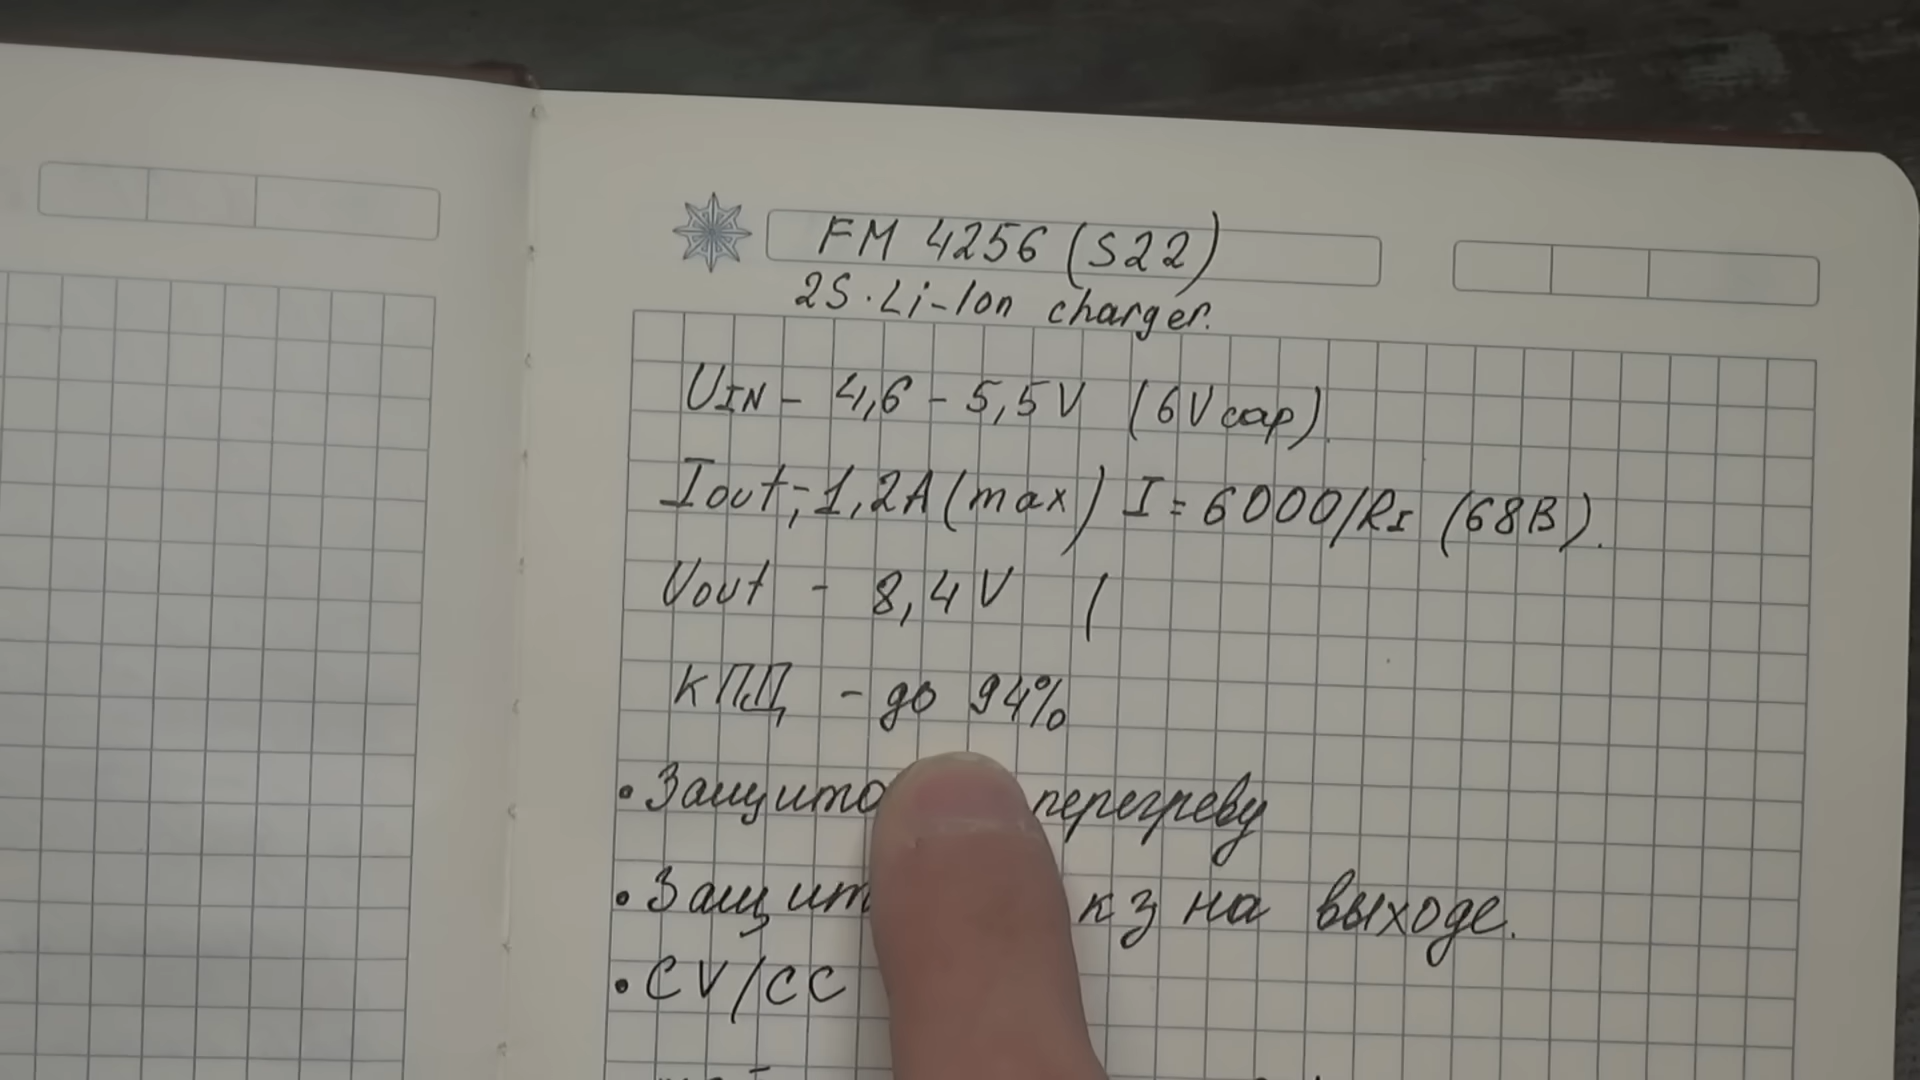 FM 4256 (S22)
2S · Li-Ion charger.
UIN - 4,6 - 5,5V (6V cap).
Iout; 1,2A (max) I = 6000/RI (68B).
Vout - 8,4V (
КПД - до 94%
• Защита перегреву
• Защит кз на выходе.
• CV/CC